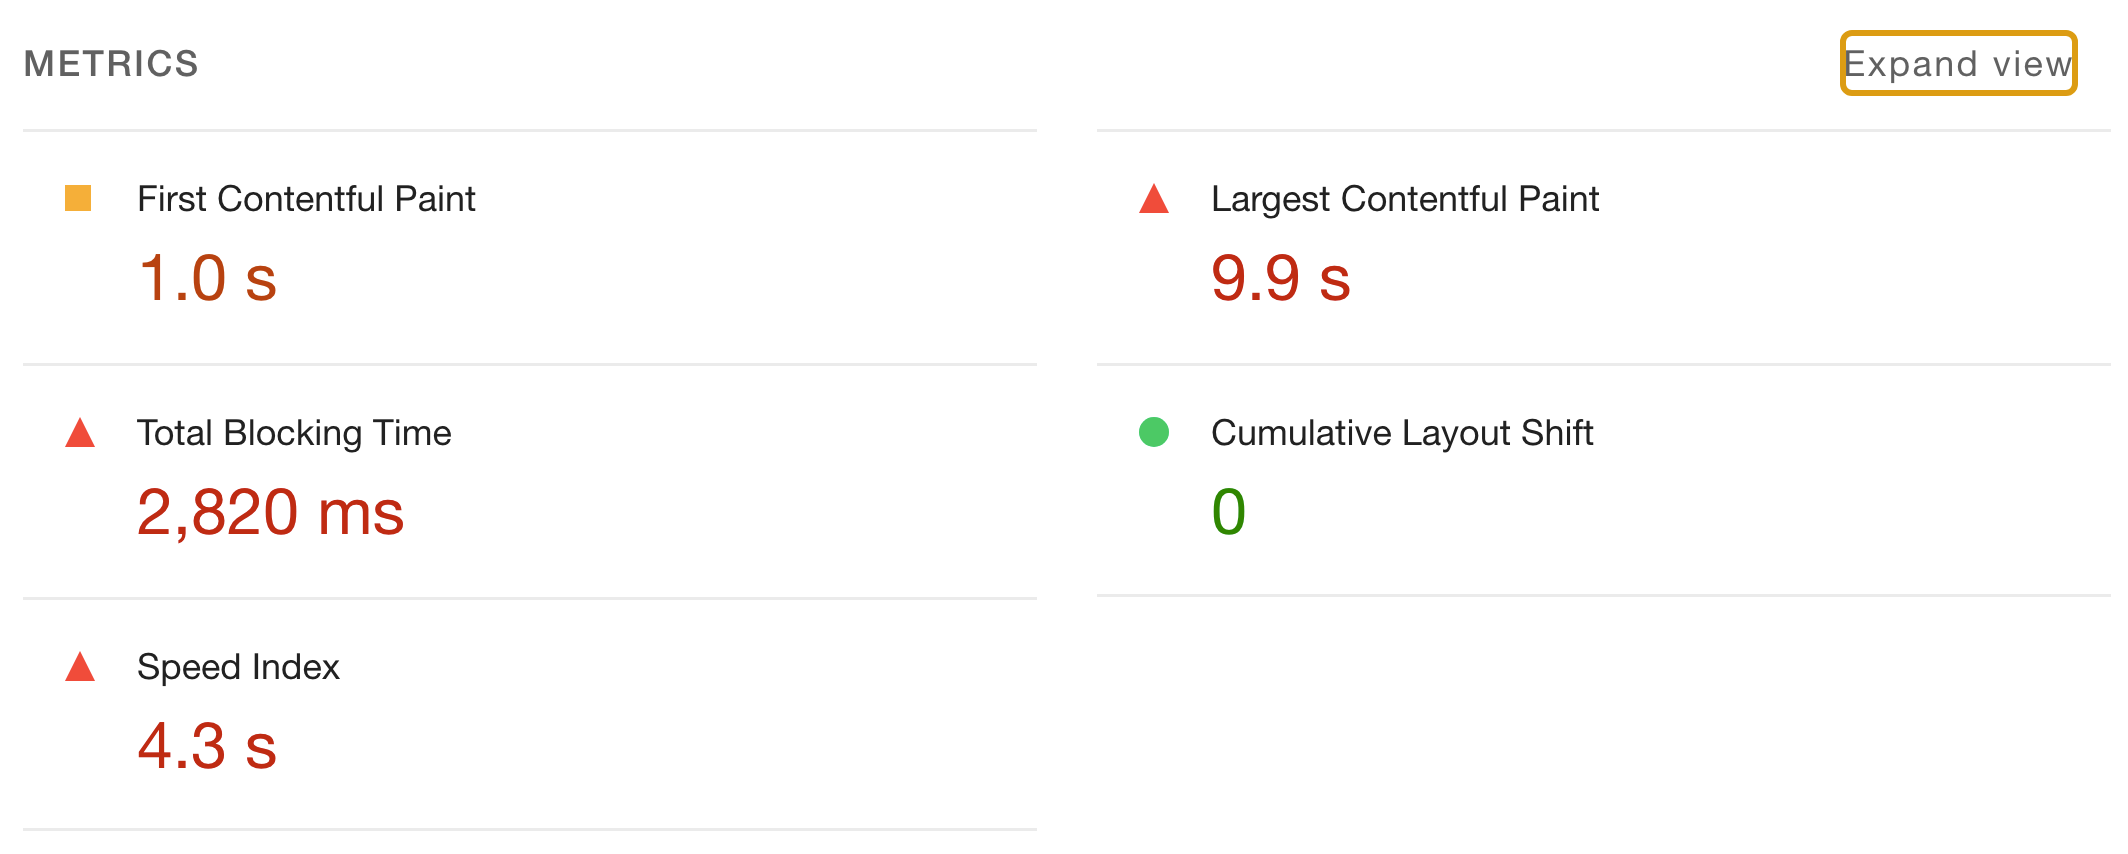 METRICS
Expand view
First Contentful Paint
1.0 s
Largest Contentful Paint
9.9 s
Total Blocking Time
2,820 ms
Cumulative Layout Shift
0
Speed Index
4.3 s